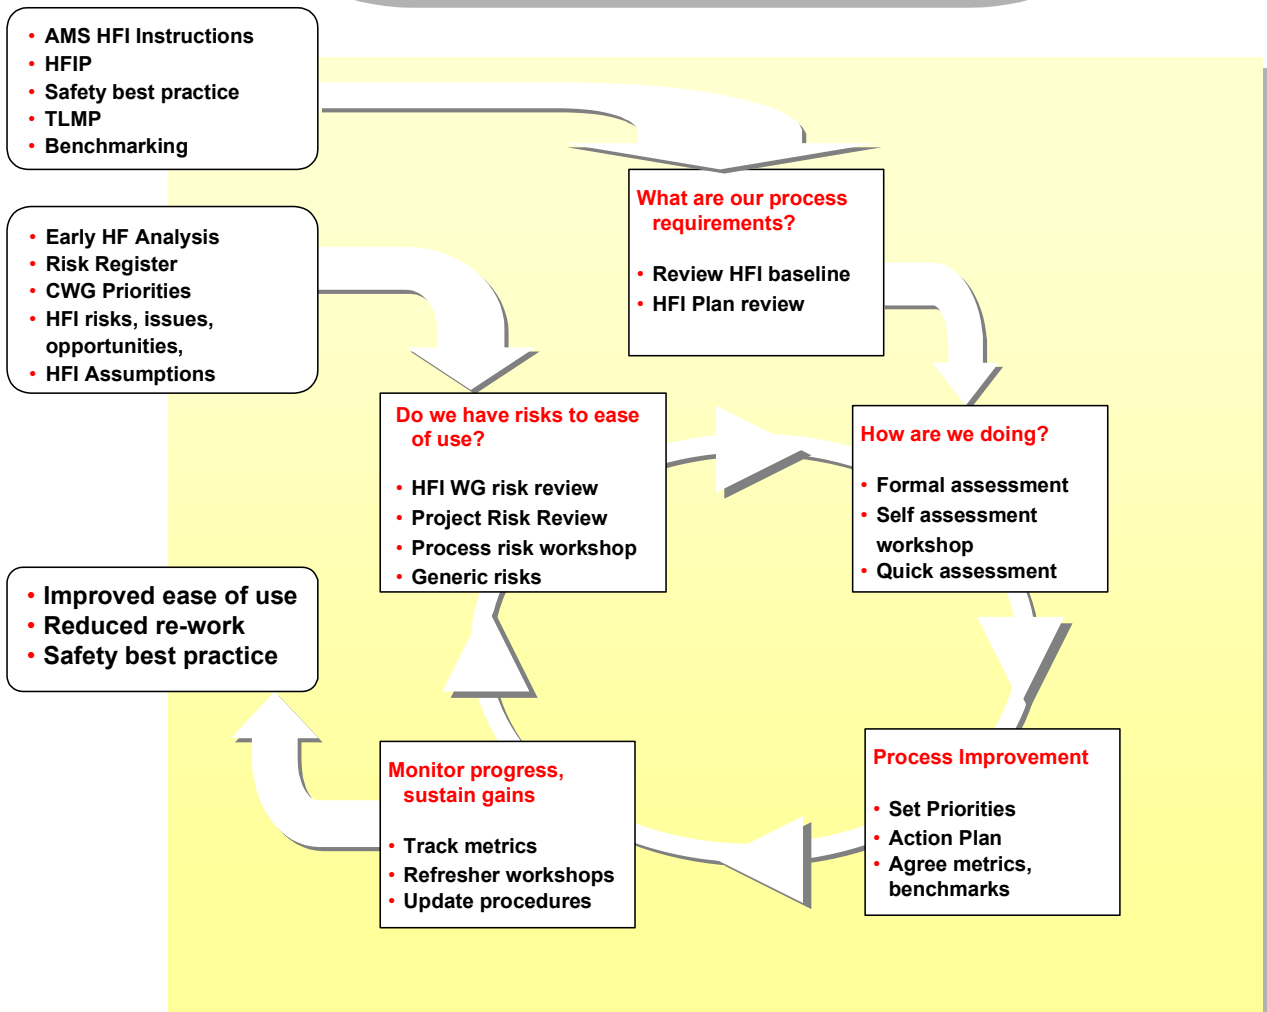 • AMS HFI Instructions
• HFIP
• Safety best practice
• TLMP
• Benchmarking
What are our process
requirements?
• Review HFI baseline
• HFI Plan review
• Early HF Analysis
• Risk Register
• CWG Priorities
• HFI risks, issues,
opportunities,
• HFI Assumptions
Do we have risks to ease
of use?
• HFI WG risk review
• Project Risk Review
• Process risk workshop
• Generic risks
How are we doing?
• Formal assessment
• Self assessment
workshop
• Quick assessment
• Improved ease of use
• Reduced re-work
• Safety best practice
Monitor progress,
sustain gains
• Track metrics
• Refresher workshops
• Update procedures
Process Improvement
• Set Priorities
• Action Plan
• Agree metrics,
benchmarks